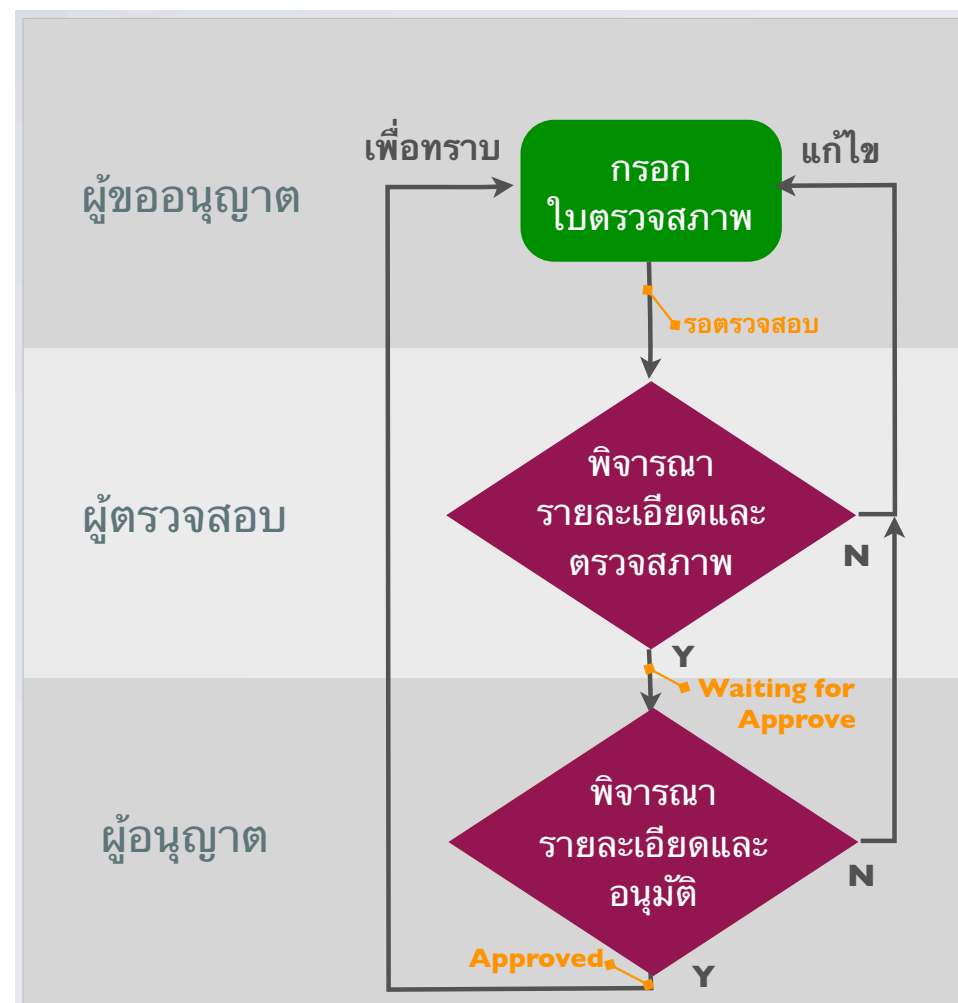 เพื่อทราบ
แก้ไข
ผู้ขออนุญาต
กรอก
ใบตรวจสภาพ
รอตรวจสอบ
ผู้ตรวจสอบ
พิจารณา
รายละเอียดและ
ตรวจสภาพ
N
Y
Waiting for
Approve
ผู้อนุญาต
พิจารณา
รายละเอียดและ
อนุมัติ
N
Approved
Y